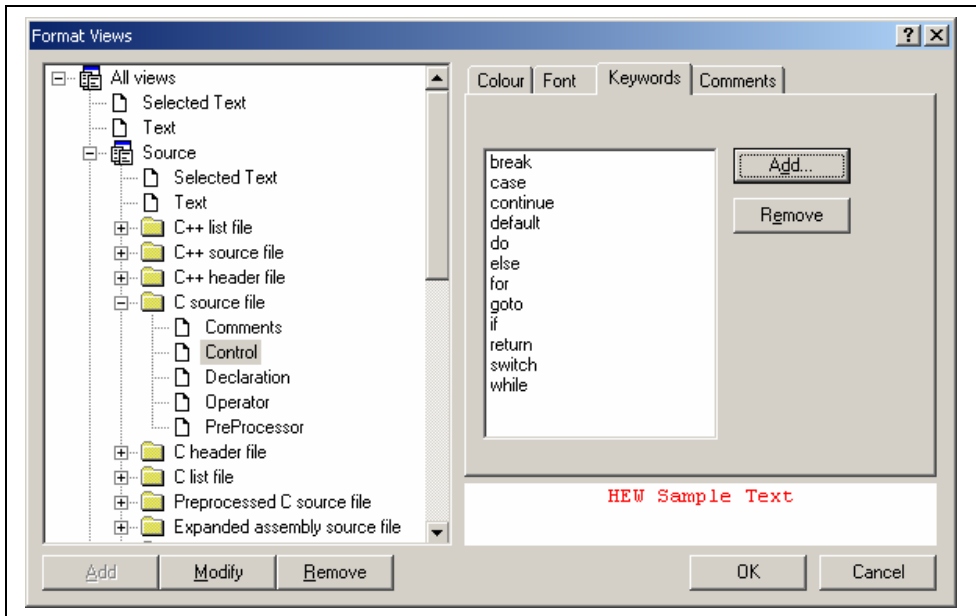 Format Views
All views
Selected Text
Text
Source
Selected Text
Text
C++ list file
C++ source file
C++ header file
C source file
Comments
Control
Declaration
Operator
PreProcessor
C header file
C list file
Preprocessed C source file
Expanded assembly source file
Add Modify Remove
Colour Font Keywords Comments
break
case
continue
default
do
else
for
goto
if
return
switch
while
Add...
Remove
HEW Sample Text
OK Cancel